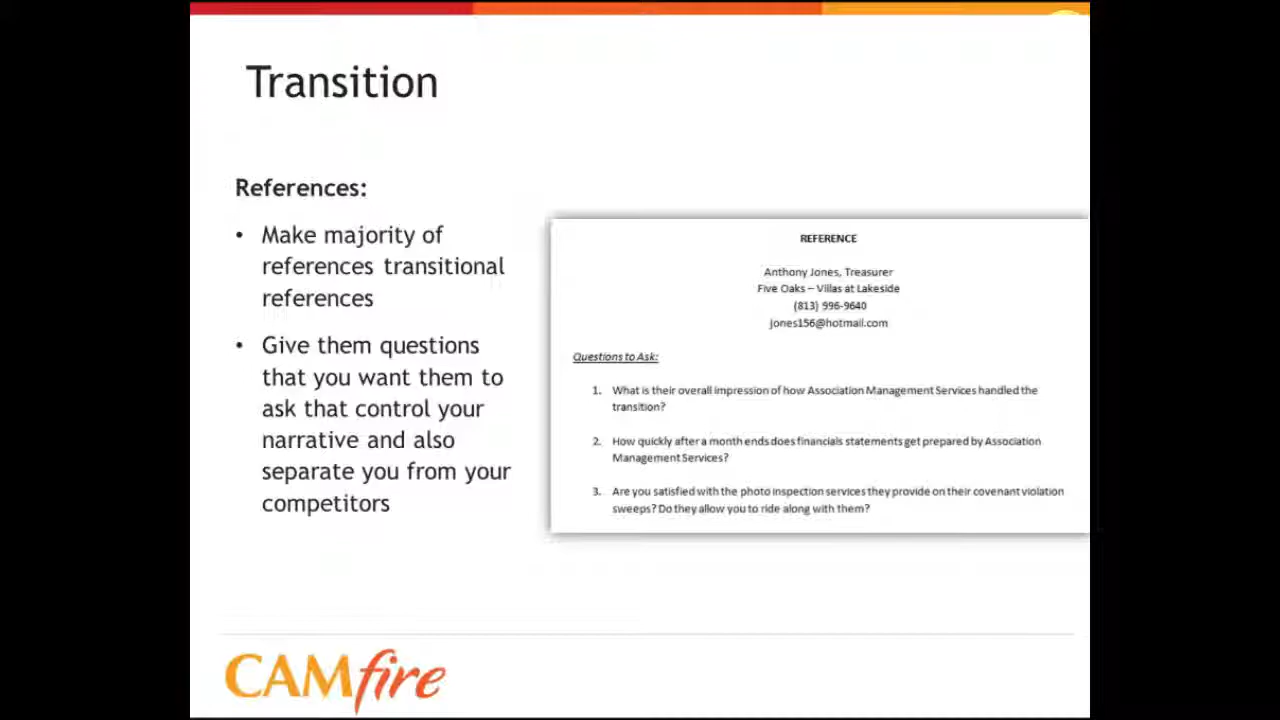 Transition
References:
• Make majority of
references transitional
references
• Give them questions
that you want them to
ask that control your
narrative and also
separate you from your
competitors
REFERENCE
Anthony Jones, Treasurer
Five Oaks – Villas at Lakeside
(813) 996-9640
jones156@hotmail.com
Questions to Ask:
1. What is their overall impression of how Association Management Services handled the
transition?
2. How quickly after a month ends does financials statements get prepared by Association
Management Services?
3. Are you satisfied with the photo inspection services they provide on their covenant violation
sweeps? Do they allow you to ride along with them?
CAMfire